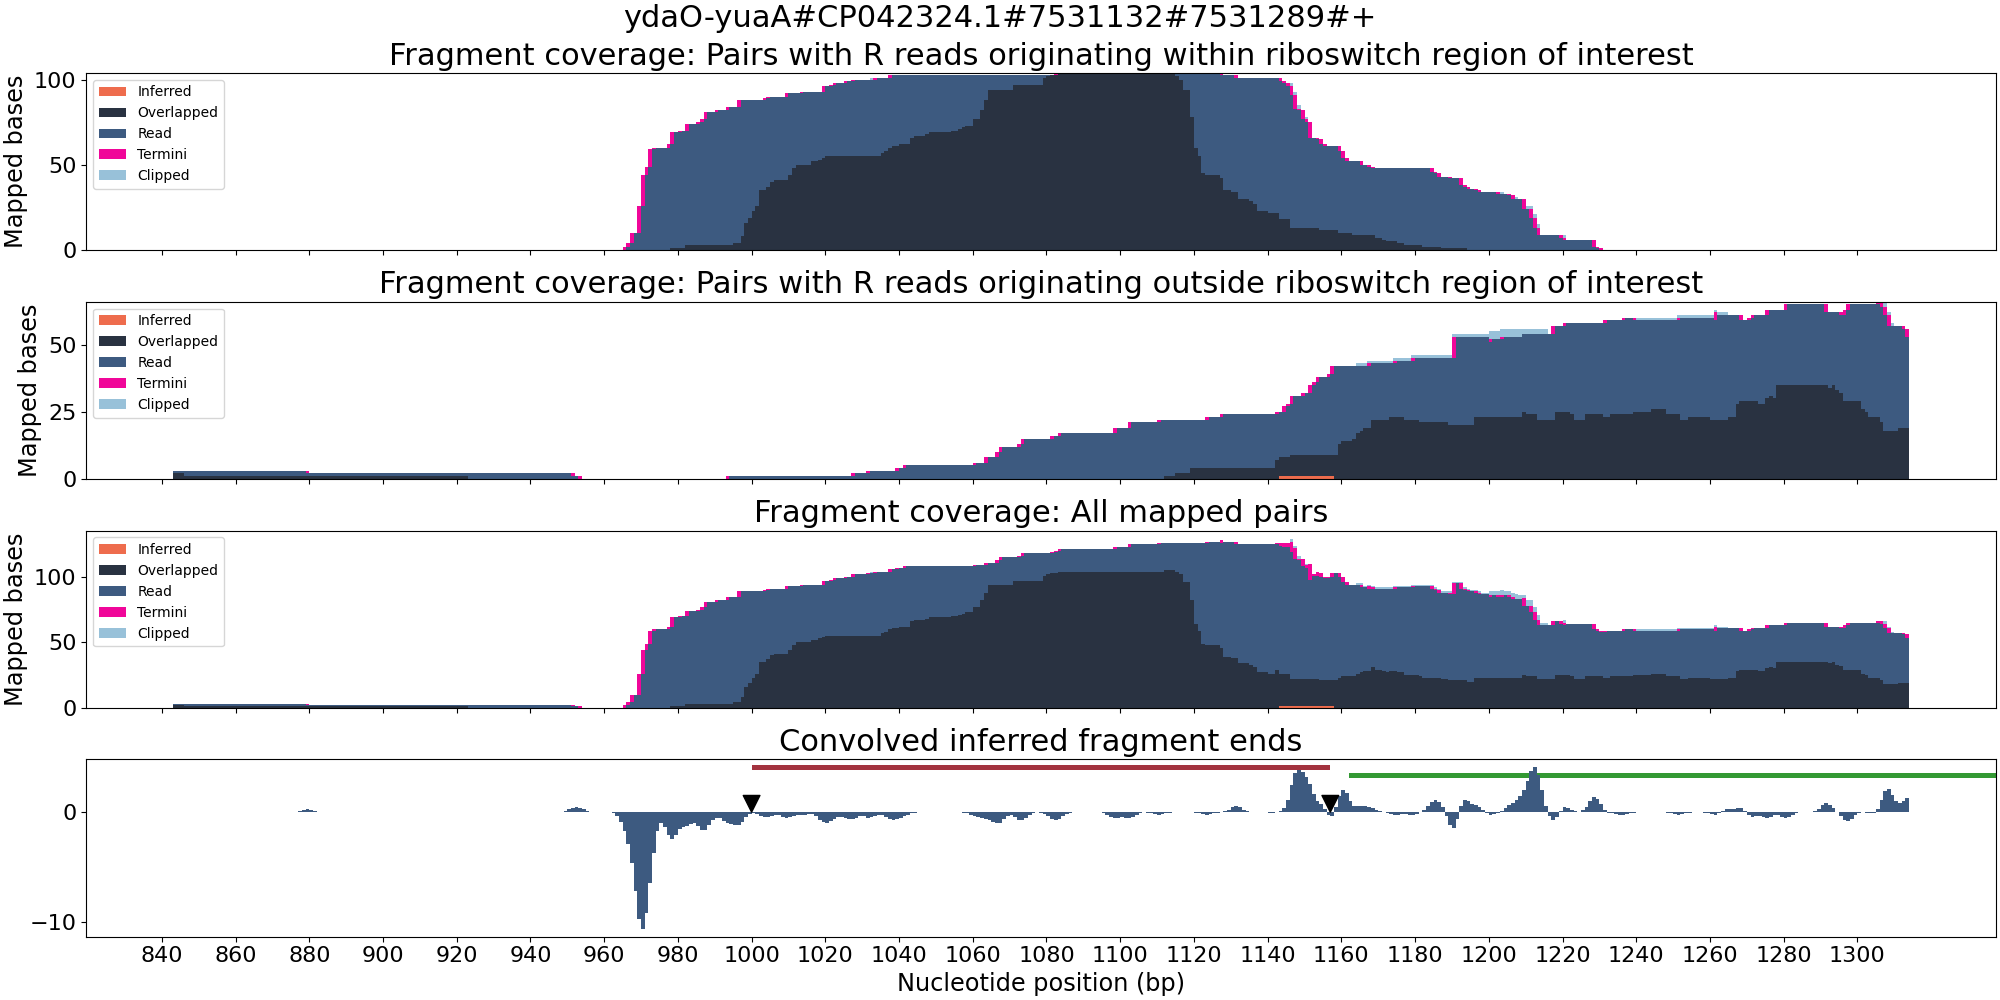 ydaO-yuaA#CP042324.1#7531132#7531289#+
Fragment coverage: Pairs with R reads originating within riboswitch region of interest
Mapped bases
100
50
0
Inferred
Overlapped
Read
Termini
Clipped
Fragment coverage: Pairs with R reads originating outside riboswitch region of interest
Mapped bases
50
25
0
Inferred
Overlapped
Read
Termini
Clipped
Fragment coverage: All mapped pairs
Mapped bases
100
50
0
Inferred
Overlapped
Read
Termini
Clipped
Convolved inferred fragment ends
0
−10
840 860 880 900 920 940 960 980 1000 1020 1040 1060 1080 1100 1120 1140 1160 1180 1200 1220 1240 1260 1280 1300
Nucleotide position (bp)